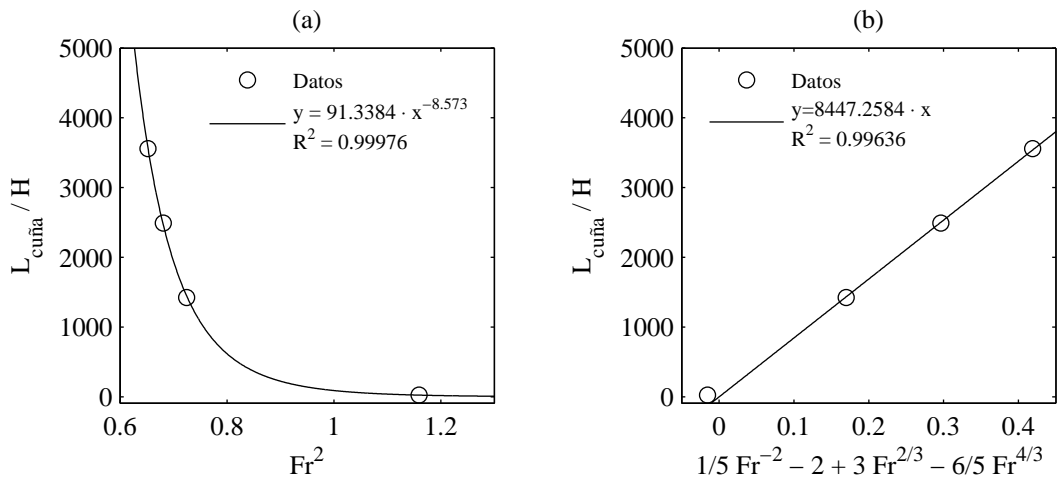 (a)
5000
4000
3000
2000
1000
0
L_cuña / H
Datos
y = 91.3384 · x^−8.573
R^2 = 0.99976
0.6 0.8 1 1.2
Fr^2
(b)
5000
4000
3000
2000
1000
0
L_cuña / H
Datos
y=8447.2584 · x
R^2 = 0.99636
0 0.1 0.2 0.3 0.4
1/5 Fr^−2 − 2 + 3 Fr^2/3 − 6/5 Fr^4/3